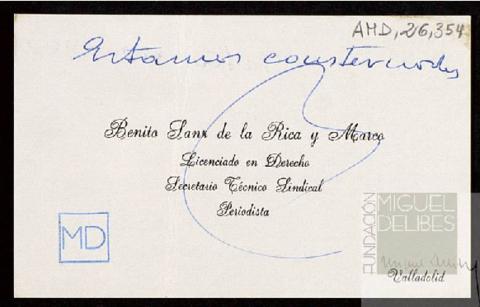 AMD, 26, 354
Estamos consternados
Benito Sanz de la Rica y Marco
Licenciado en Derecho
Secretario Técnico Sindical
Periodista
MD
FUNDACIÓN
MIGUEL
DELIBES
Valladolid